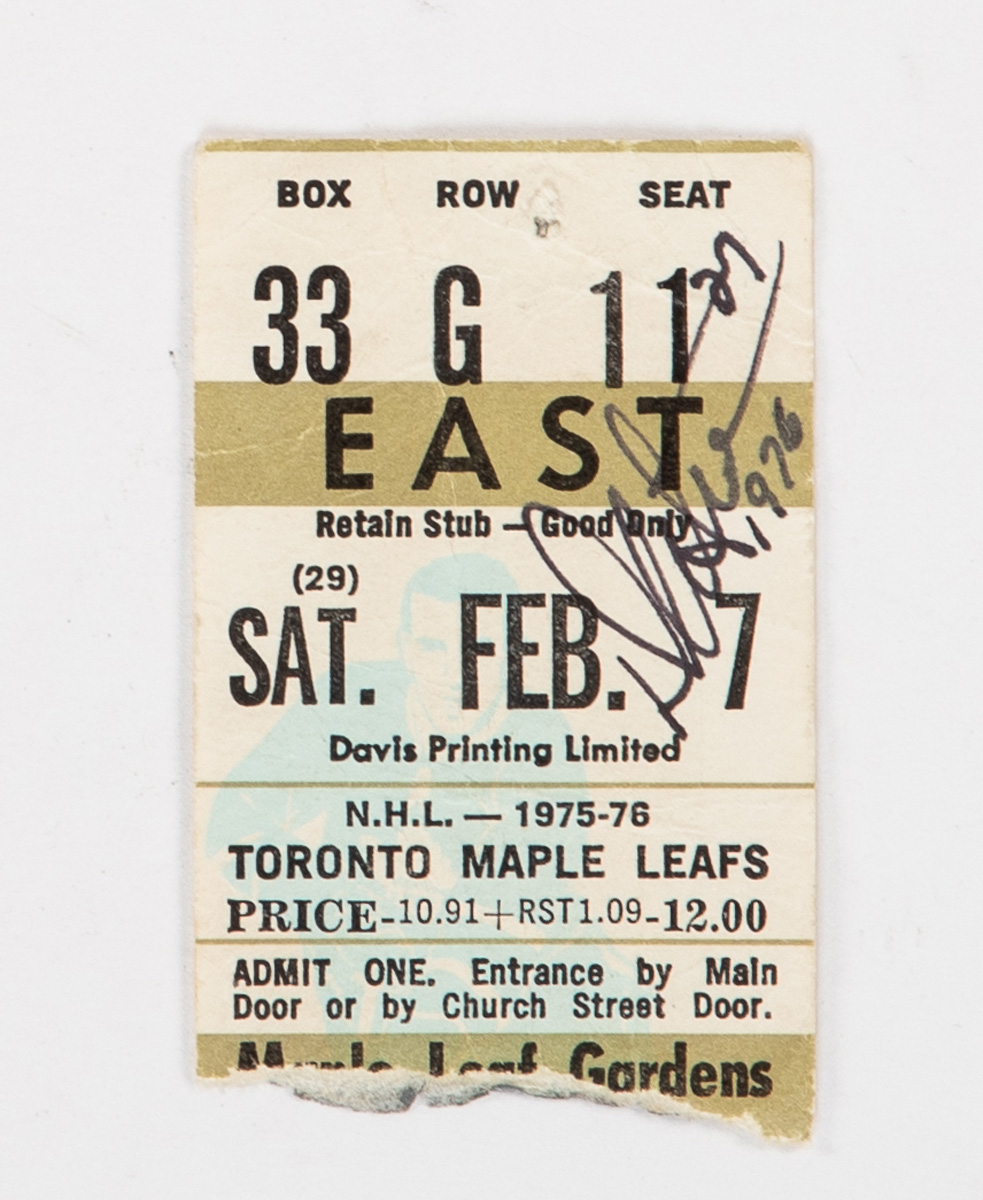 BOX ROW SEAT
33 G 11
27
EAST
1976
Retain Stub — Good Only
(29)
SAT. FEB. 7
Davis Printing Limited
N.H.L. — 1975-76
TORONTO MAPLE LEAFS
PRICE-10.91+RST1.09-12.00
ADMIT ONE. Entrance by Main
Door or by Church Street Door.
Maple Leaf Gardens